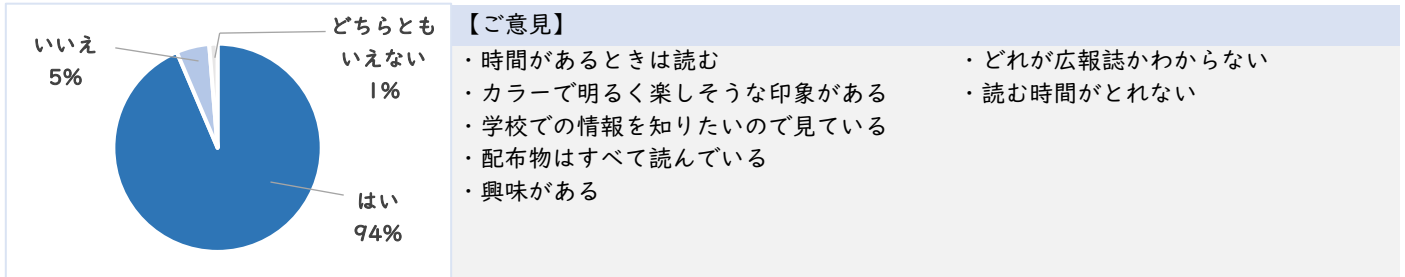 いいえ
5%
どちらとも
いえない
1%
はい
94%
【ご意見】
・時間があるときは読む
・カラーで明るく楽しそうな印象がある
・学校での情報を知りたいので見ている
・配布物はすべて読んでいる
・興味がある
・どれが広報誌かわからない
・読む時間がとれない